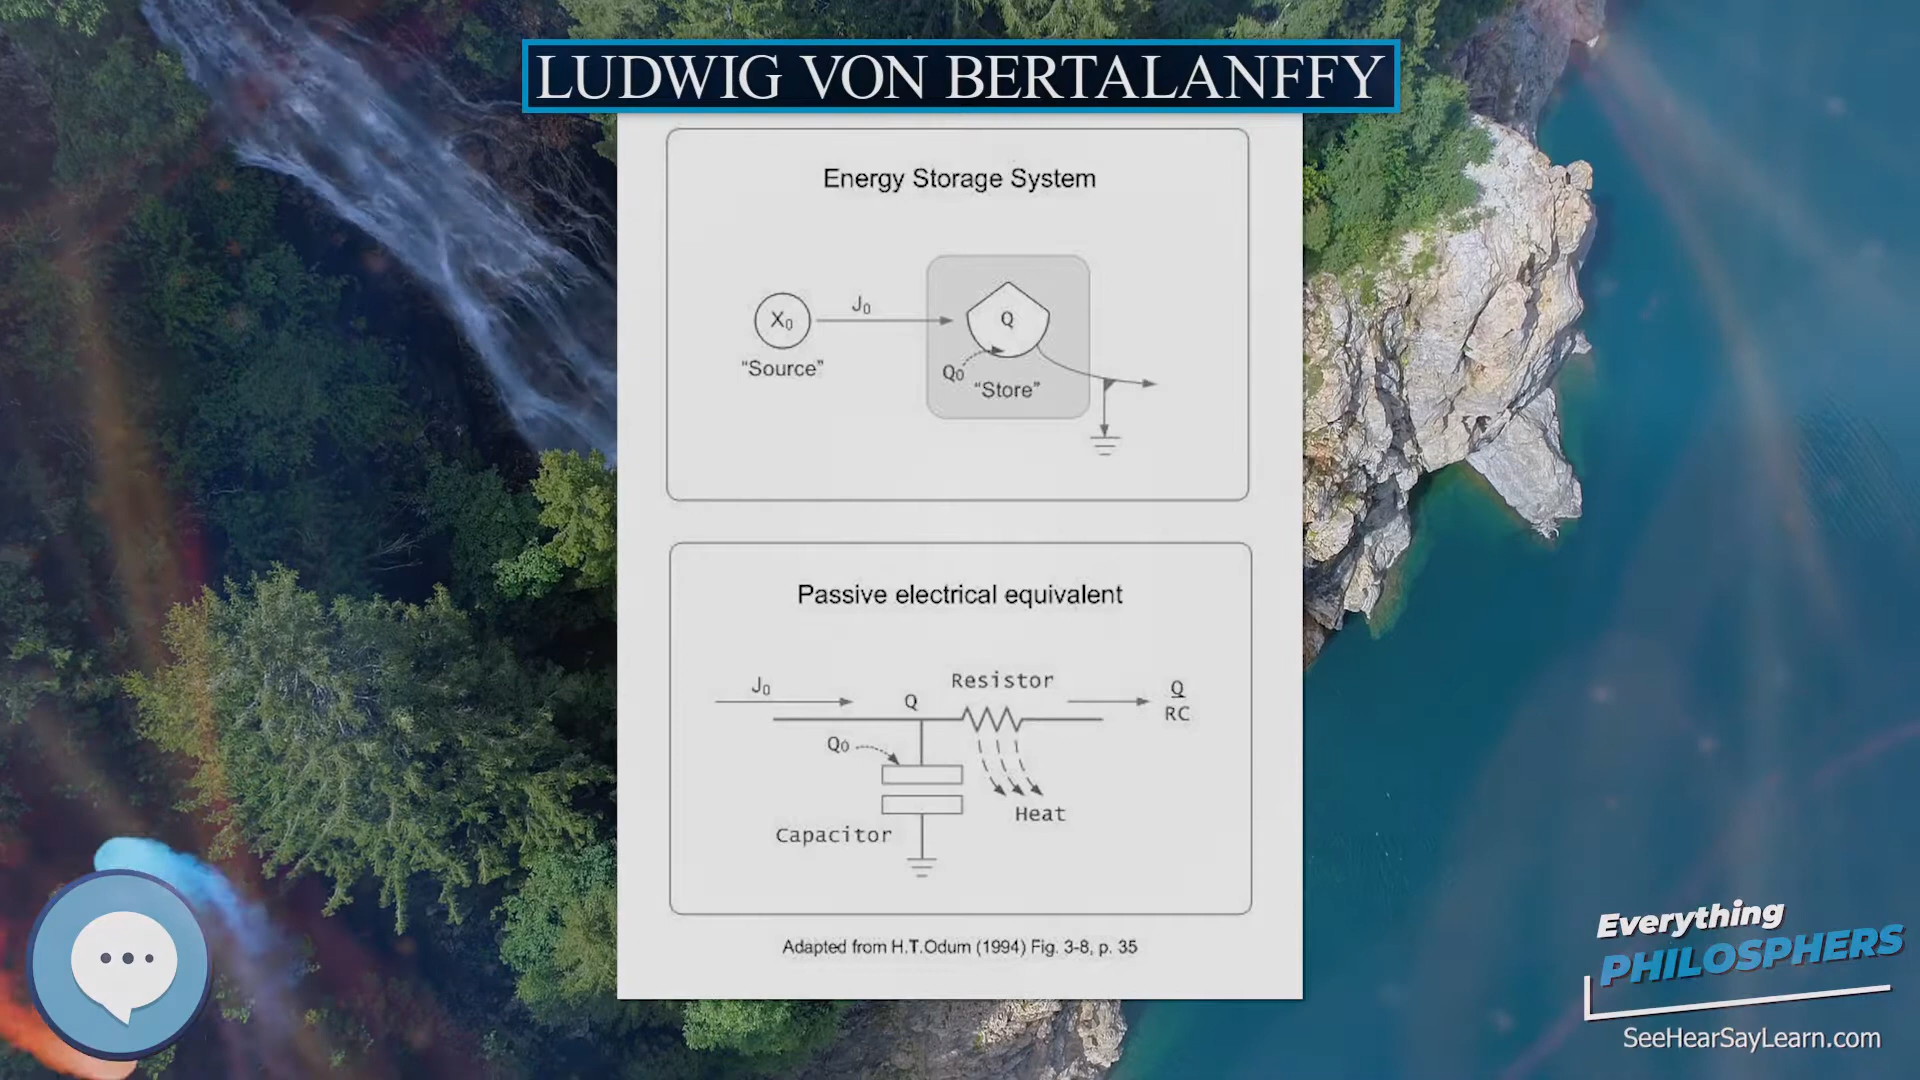 LUDWIG VON BERTALANFFY
Energy Storage System
X0
J0
Q
"Source"
Q0
"Store"
Passive electrical equivalent
J0
Q
Resistor
Q
RC
Q0
Heat
Capacitor
Adapted from H.T.Odum (1994) Fig. 3-8, p. 35
Everything
PHILOSPHERS
SeeHearSayLearn.com